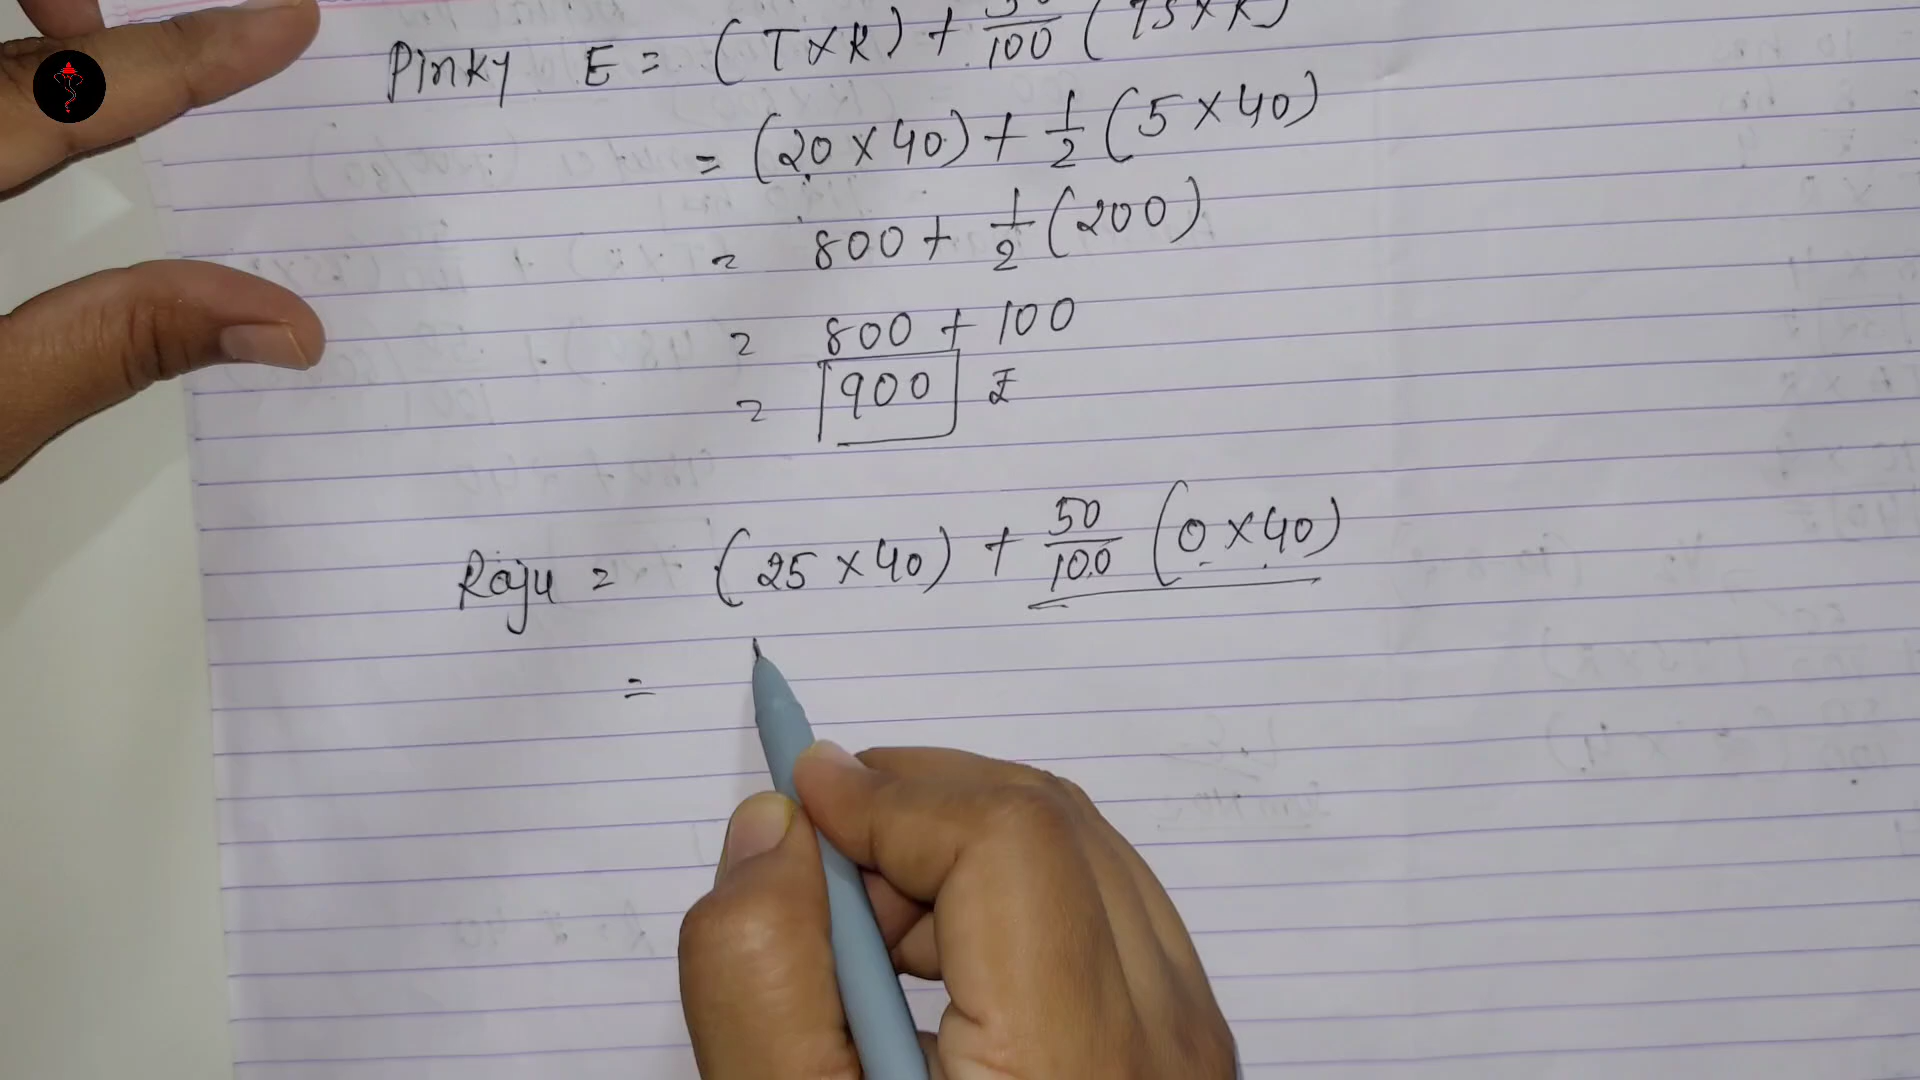 Pinky E = (T×R) + 50/100 (TS×R)
= (20×40) + 1/2 (5×40)
= 800 + 1/2 (200)
= 800 + 100
= 900 ₹
Raju = (25×40) + 50/100 (0×40)
=